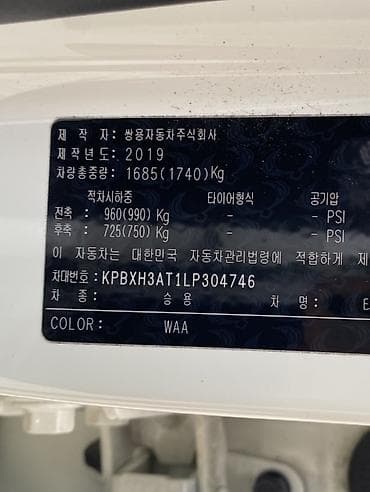 제 작 자: 쌍용자동차주식회사
제작년도: 2019
차량총중량: 1685(1740)Kg
적차시하중 타이어형식 공기압
전축 : 960(990) Kg - - PSI
후축 : 725(750) Kg - - PSI
이 자동차는 대한민국 자동차관리법령에 적합하게 제
차대번호: KPBXH3AT1LP304746
차 종 : 승 용 차 명:
COLOR: WAA